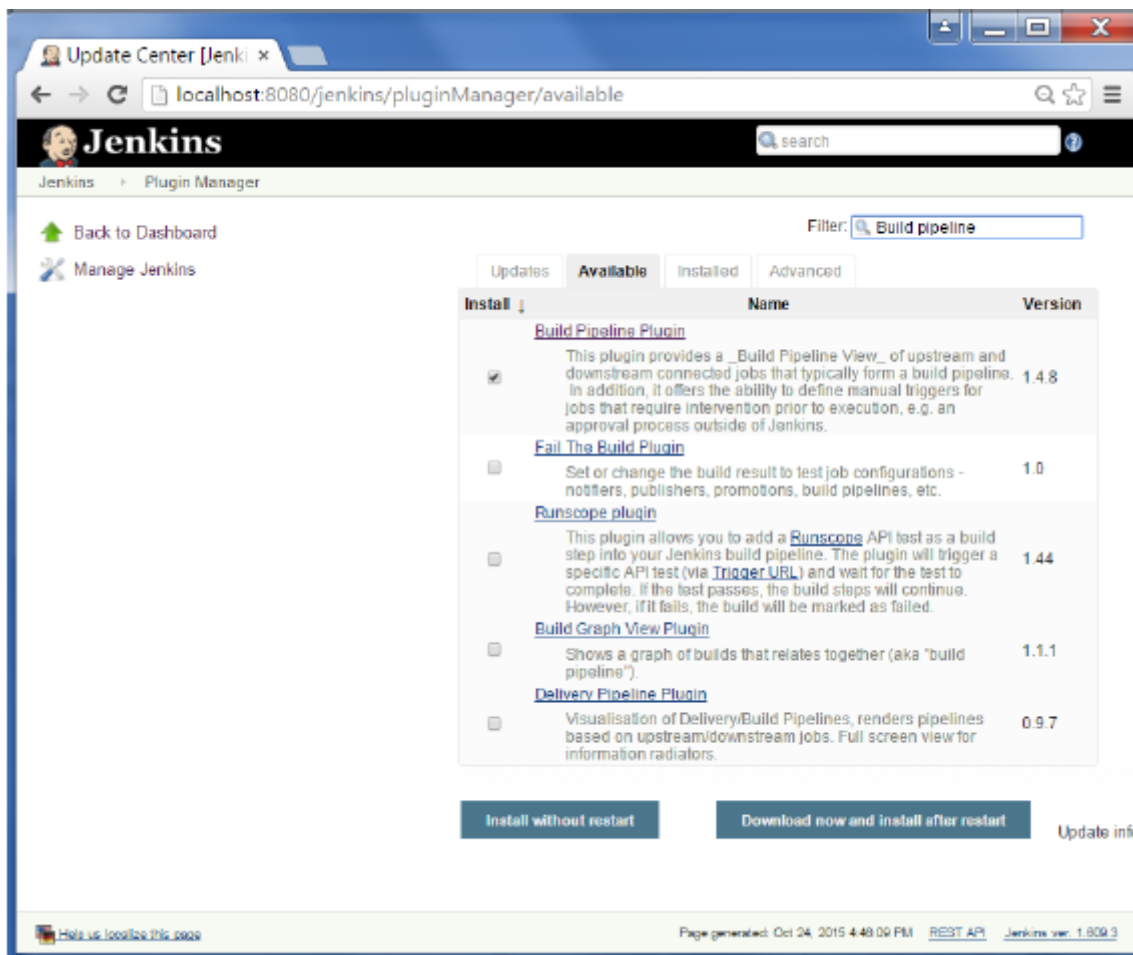 Update Center [Jenki ×
localhost:8080/jenkins/pluginManager/available
Jenkins
search
Jenkins Plugin Manager
Back to Dashboard
Manage Jenkins
Filter: Build pipeline
Updates Available Installed Advanced
Install ↓ Name Version
Build Pipeline Plugin
This plugin provides a _Build Pipeline View_ of upstream and
downstream connected jobs that typically form a build pipeline. 1.4.8
In addition, it offers the ability to define manual triggers for
jobs that require intervention prior to execution, e.g. an
approval process outside of Jenkins.
Fail The Build Plugin
Set or change the build result to test job configurations - 1.0
notifiers, publishers, promotions, build pipelines, etc.
Runscope plugin
This plugin allows you to add a Runscope API test as a build
step into your Jenkins build pipeline. The plugin will trigger a
specific API test (via Trigger URL) and wait for the test to 1.44
complete. If the test passes, the build steps will continue.
However, if it fails, the build will be marked as failed.
Build Graph View Plugin
Shows a graph of builds that relates together (aka "build 1.1.1
pipeline").
Delivery Pipeline Plugin
Visualisation of Delivery/Build Pipelines, renders pipelines 0.9.7
based on upstream/downstream jobs. Full screen view for
information radiators.
Install without restart Download now and install after restart Update info
Help us localize this page Page generated: Oct 24, 2015 4:48:09 PM REST API Jenkins ver. 1.609.3